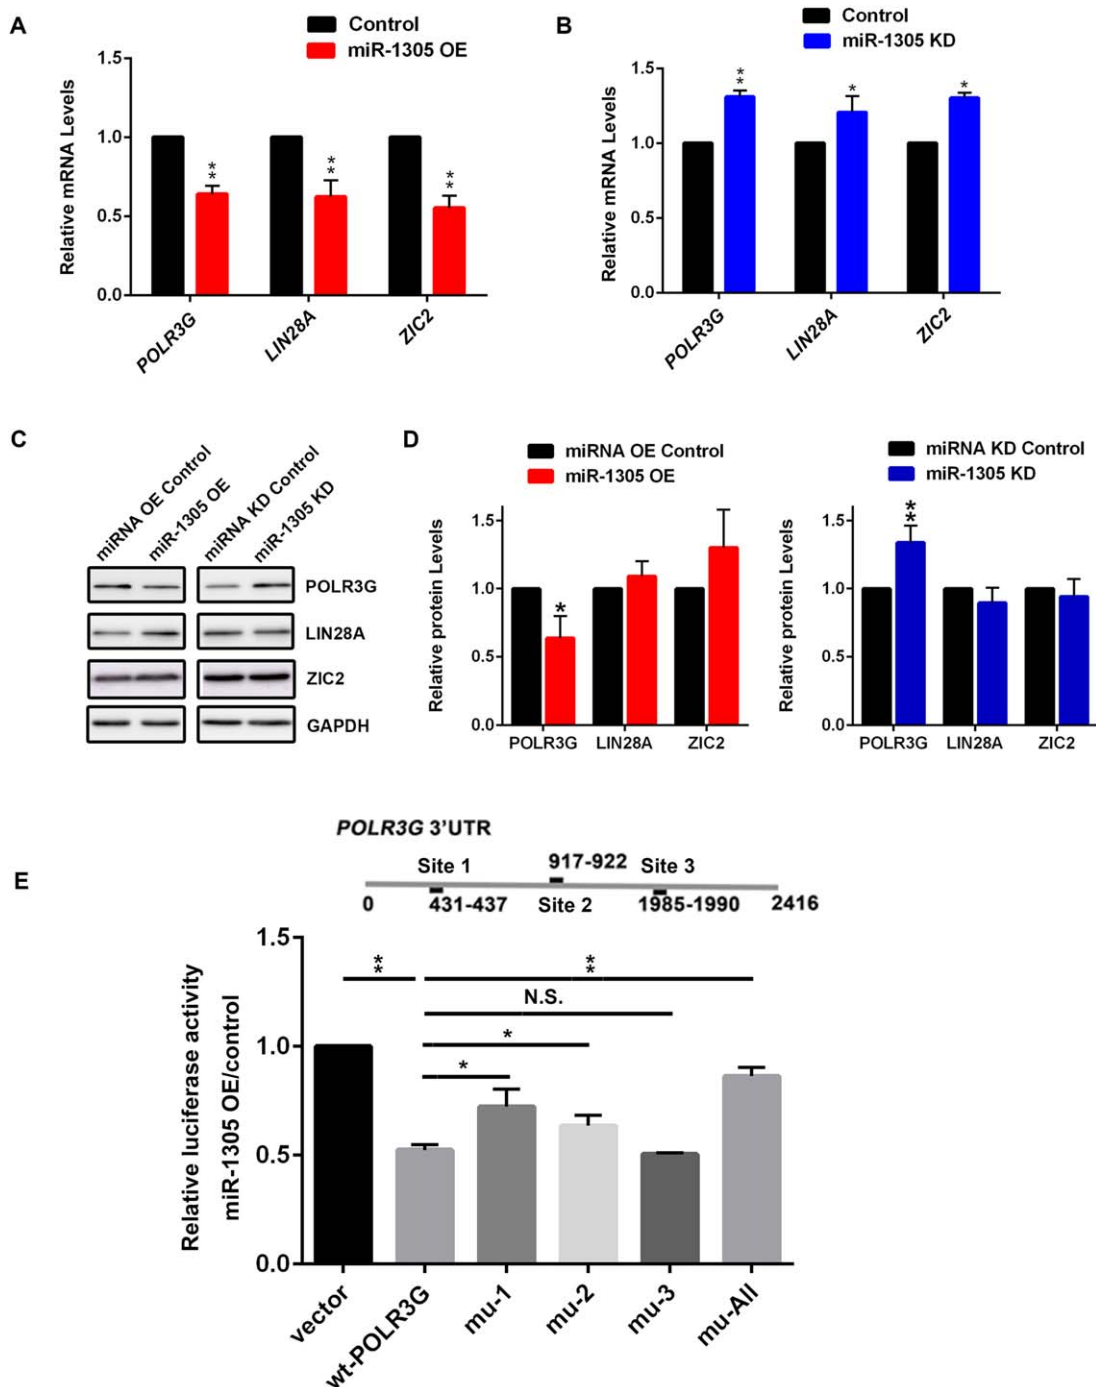 A
Control
miR-1305 OE
Relative mRNA Levels
1.5
1.0
0.5
0.0
**
**
**
POLR3G
LIN28A
ZIC2
B
Control
miR-1305 KD
Relative mRNA Levels
1.5
1.0
0.5
0.0
**
*
*
POLR3G
LIN28A
ZIC2
C
miRNA OE Control
miR-1305 OE
miRNA KD Control
miR-1305 KD
POLR3G
LIN28A
ZIC2
GAPDH
D
miRNA OE Control
miR-1305 OE
Relative protein Levels
1.5
1.0
0.5
0.0
*
POLR3G
LIN28A
ZIC2
miRNA KD Control
miR-1305 KD
Relative protein Levels
1.5
1.0
0.5
0.0
**
POLR3G
LIN28A
ZIC2
E
POLR3G 3'UTR
Site 1
917-922
Site 3
0
431-437
Site 2
1985-1990
2416
Relative luciferase activity
miR-1305 OE/control
1.5
1.0
0.5
0.0
**
**
N.S.
*
*
vector
wt-POLR3G
mu-1
mu-2
mu-3
mu-All